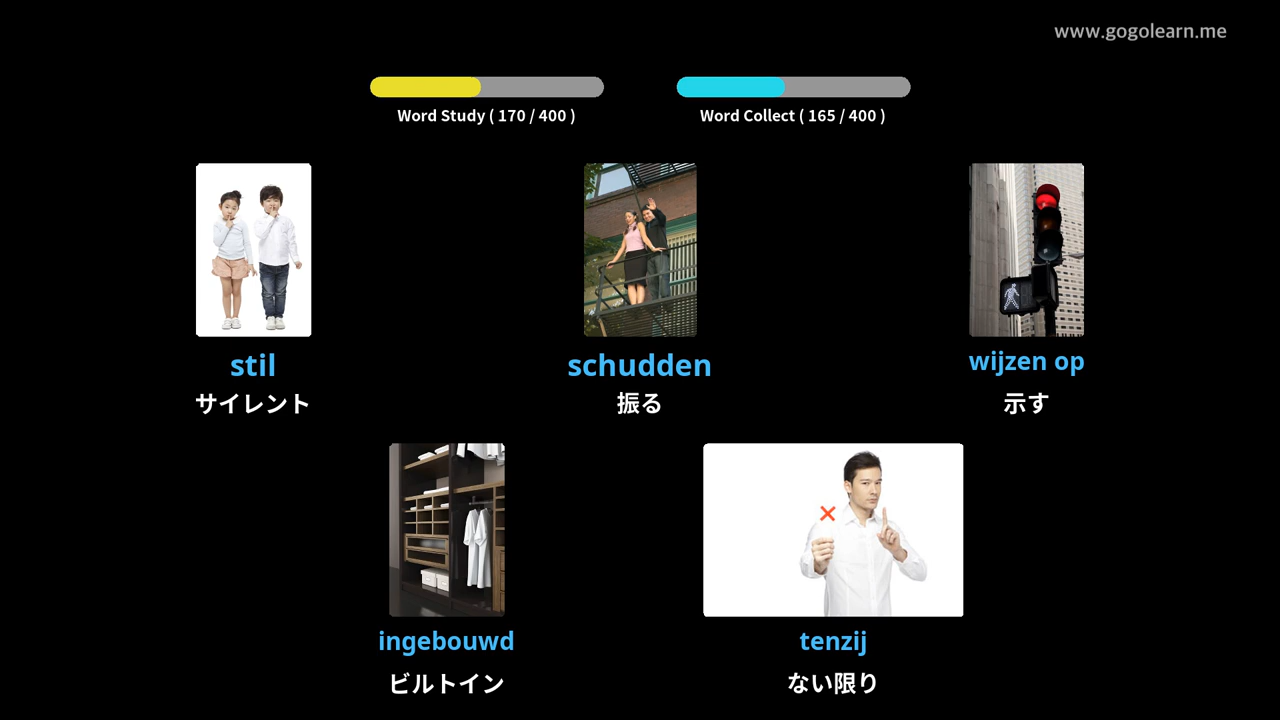 www.gogolearn.me
Word Study ( 170 / 400 )
Word Collect ( 165 / 400 )
stil
サイレント
schudden
振る
wijzen op
示す
ingebouwd
ビルトイン
tenzij
ない限り